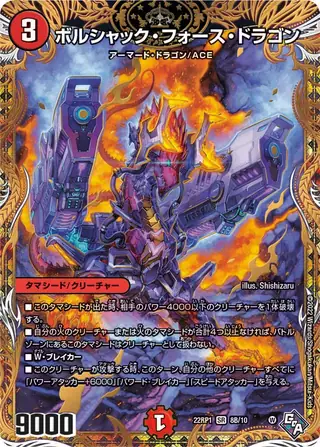 3
ボルシャック・フォース・ドラゴン
アーマード・ドラゴン/ACE
illus. Shishizaru
タマシード/クリーチャー
■このタマシードが出た時、相手のパワー4000以下のクリーチャーを1体破壊
する。
■自分の火のクリーチャーまたは火のタマシードが合計4つ以上なければ、バトル
ゾーンにあるこのタマシードはクリーチャーとして扱わない。
■W・ブレイカー
■このクリーチャーが攻撃する時、このターン、自分の他のクリーチャーすべてに
「パワーアタッカー+6000」「パワード・ブレイカー」「スピードアタッカー」を与える。
9000
1
22RP1 SR 8B/10
W